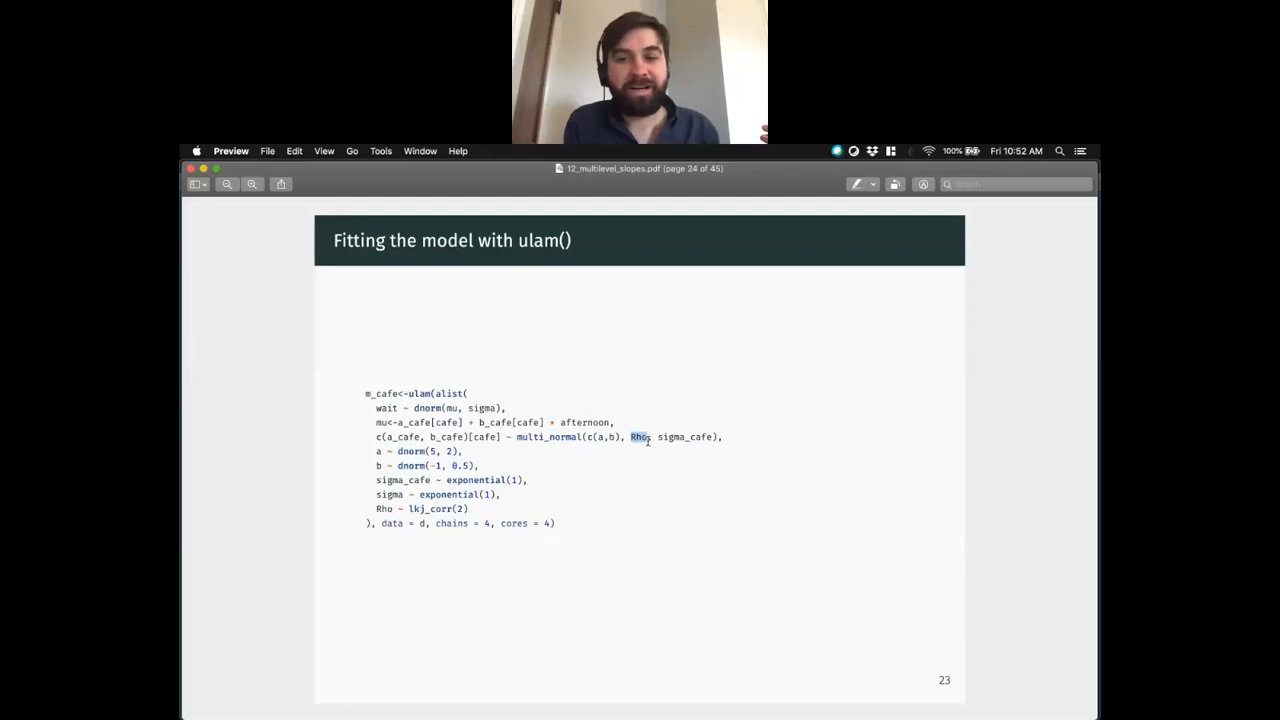 Preview File Edit View Go Tools Window Help 100% Fri 10:52 AM
12_multilevel_slopes.pdf (page 24 of 45)
Search
Fitting the model with ulam()
m_cafe<-ulam(alist(
wait ~ dnorm(mu, sigma),
mu<-a_cafe[cafe] + b_cafe[cafe] * afternoon,
c(a_cafe, b_cafe)[cafe] ~ multi_normal(c(a,b), Rho, sigma_cafe),
a ~ dnorm(5, 2),
b ~ dnorm(-1, 0.5),
sigma_cafe ~ exponential(1),
sigma ~ exponential(1),
Rho ~ lkj_corr(2)
), data = d, chains = 4, cores = 4)
23